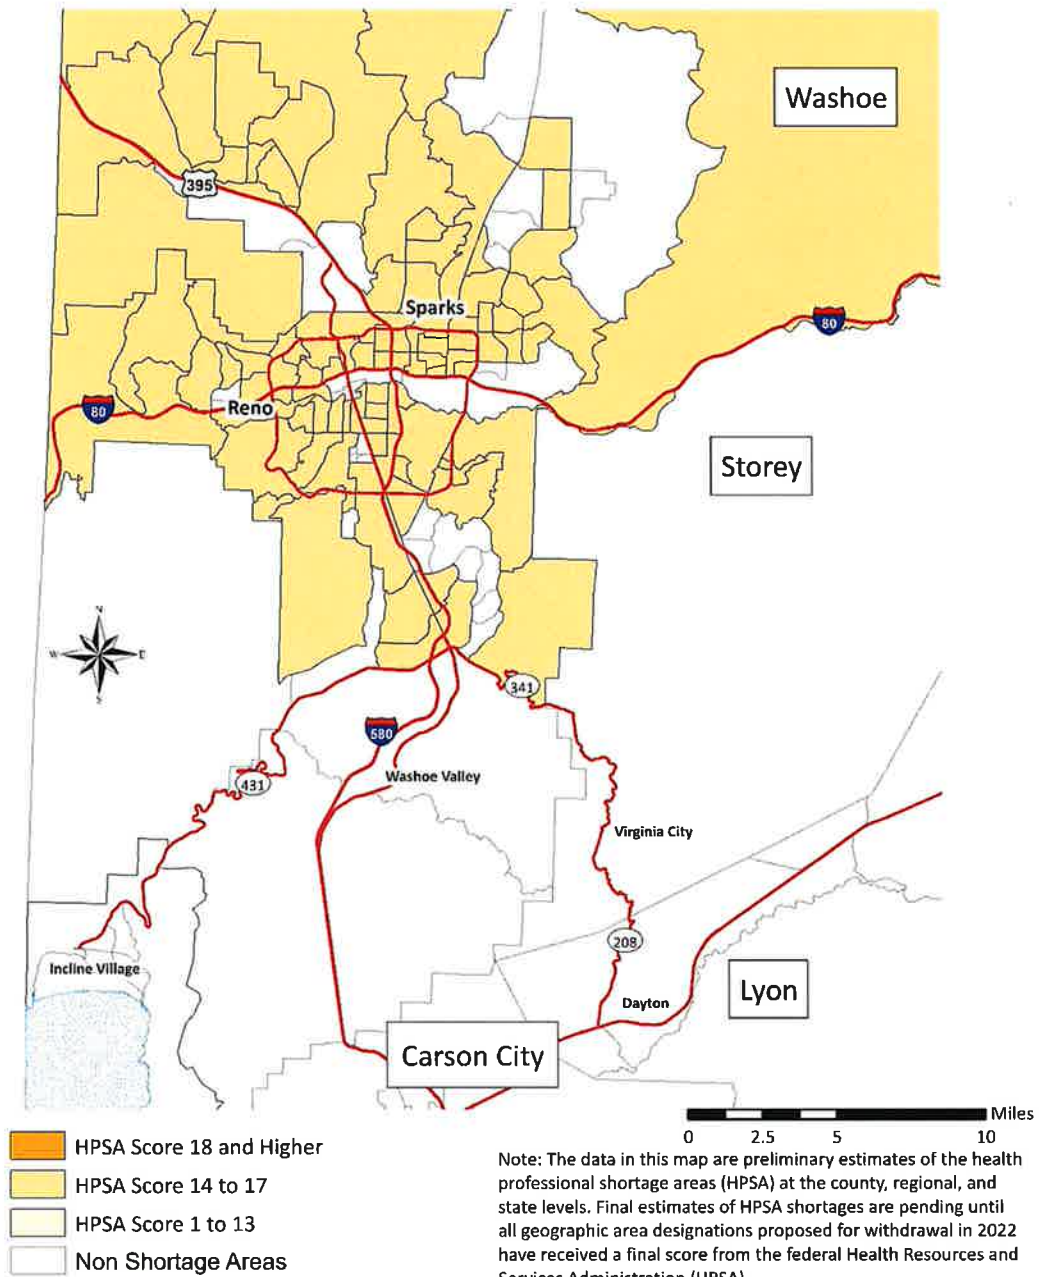 Washoe
395
Sparks
80
80
Reno
Storey
N
W
E
S
341
580
431
Washoe Valley
Virginia City
208
Incline Village
Dayton
Lyon
Carson City
Miles
0 2.5 5 10
HPSA Score 18 and Higher
HPSA Score 14 to 17
HPSA Score 1 to 13
Non Shortage Areas
Note: The data in this map are preliminary estimates of the health
professional shortage areas (HPSA) at the county, regional, and
state levels. Final estimates of HPSA shortages are pending until
all geographic area designations proposed for withdrawal in 2022
have received a final score from the federal Health Resources and
Services Administration (HRSA)